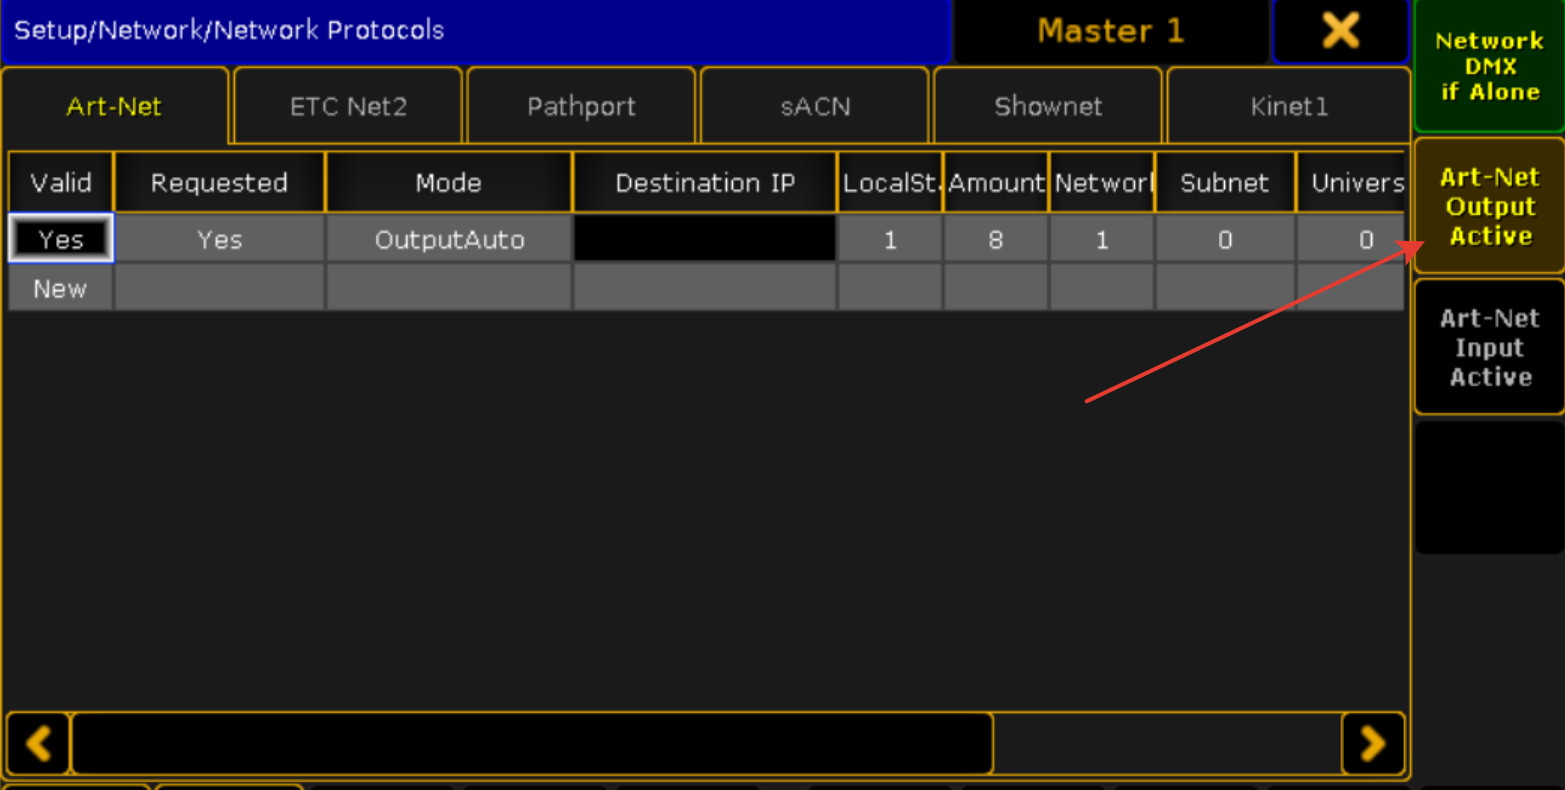 Setup/Network/Network Protocols
Master 1
Network
DMX
if Alone
Art-Net ETC Net2 Pathport sACN Shownet Kinet1
Valid Requested Mode Destination IP LocalSt. Amount Network Subnet Univers
Yes Yes OutputAuto 1 8 1 0 0
New
Art-Net
Output
Active
Art-Net
Input
Active